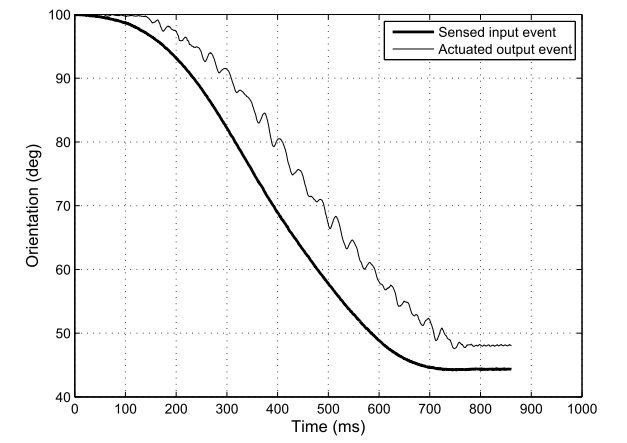 Sensed input event
Actuated output event
100
90
80
70
60
50
40
Orientation (deg)
0 100 200 300 400 500 600 700 800 900 1000
Time (ms)